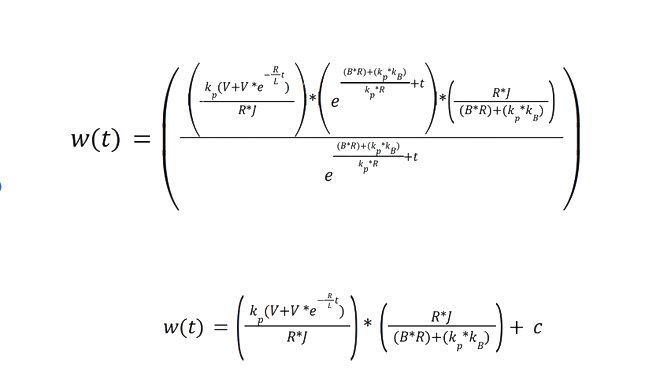 w(t) = (((k_p(V+V*e^(-R/L t)))/(R*J))*(e^(((B*R)+(k_p*k_B))/(k_p*R)+t))*((R*J)/((B*R)+(k_p*k_B))))/(e^(((B*R)+(k_p*k_B))/(k_p*R)+t))
w(t) = ((k_p(V+V*e^(-R/L t)))/(R*J)) * ((R*J)/((B*R)+(k_p*k_B))) + c